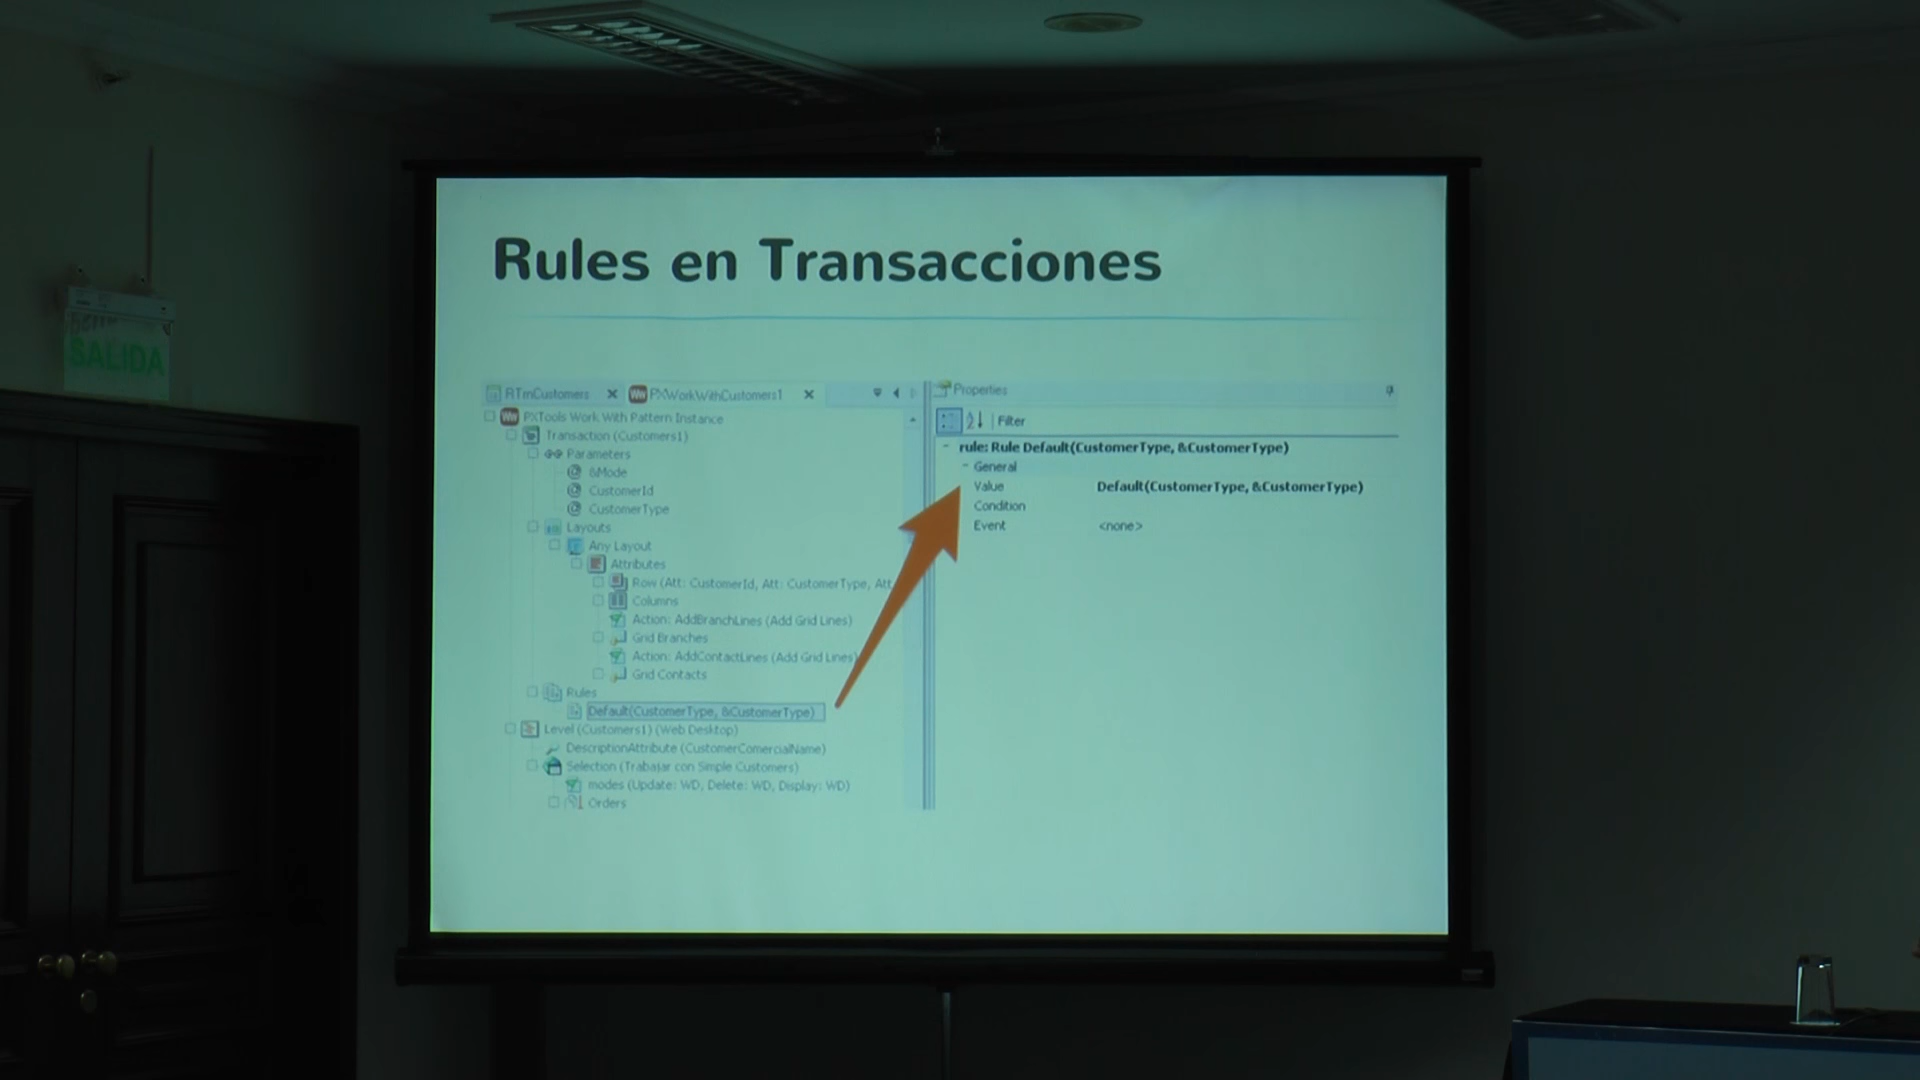 SALIDA
Rules en Transacciones
RTrnCustomers
PXWorkWithCustomers1
PXTools Work With Pattern Instance
Transaction (Customers1)
Parameters
&Mode
CustomerId
CustomerType
Layouts
Any Layout
Attributes
Row (Att: CustomerId, Att: CustomerType, Att
Columns
Action: AddBranchLines (Add Grid Lines)
Grid Branches
Action: AddContactLines (Add Grid Lines)
Grid Contacts
Rules
Default(CustomerType, &CustomerType)
Level (Customers1) (Web Desktop)
DescriptionAttribute (CustomerComercialName)
Selection (Trabajar con Simple Customers)
modes (Update: WD, Delete: WD, Display: WD)
Orders
Properties
Filter
rule: Rule Default(CustomerType, &CustomerType)
General
Value Default(CustomerType, &CustomerType)
Condition
Event <none>